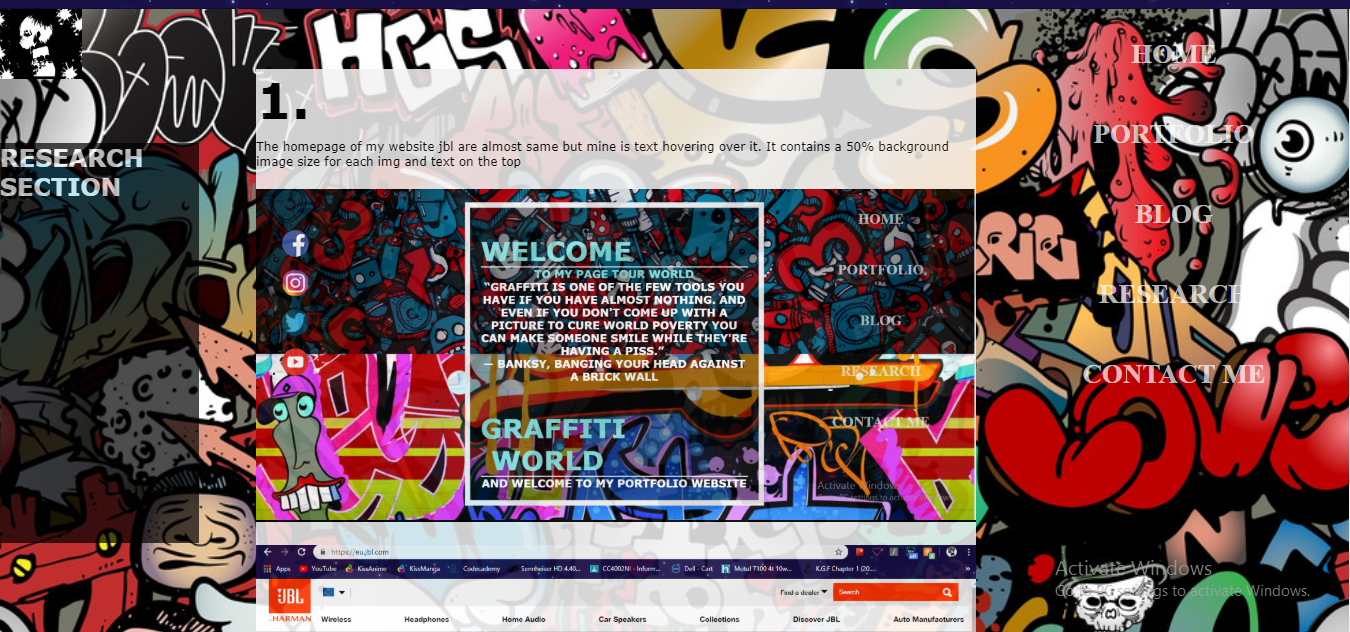 HGS
HOME
PORTFOLIO
BLOG
RESEARCH
CONTACT ME
RESEARCH
SECTION
1.
The homepage of my website jbl are almost same but mine is text hovering over it. It contains a 50% background
image size for each img and text on the top
HOME
PORTFOLIO
BLOG
RESEARCH
CONTACT ME
WELCOME
TO MY PAGE TOUR WORLD
“GRAFFITI IS ONE OF THE FEW TOOLS YOU
HAVE IF YOU HAVE ALMOST NOTHING. AND
EVEN IF YOU DON'T COME UP WITH A
PICTURE TO CURE WORLD POVERTY YOU
CAN MAKE SOMEONE SMILE WHILE THEY'RE
HAVING A PISS.”
— BANKSY, BANGING YOUR HEAD AGAINST
A BRICK WALL
GRAFFITI
WORLD
AND WELCOME TO MY PORTFOLIO WEBSITE
Activate Windows
Go to PC settings to activate Windows.
https://eu.jbl.com
Apps YouTube KissAnime KissManga Codecademy Sennheiser HD 4.40... CC4002NI - Inform... Dell - Cart Motul 7100 4t 10w... K.G.F Chapter 1 (20... »
JBL
HARMAN
Find a dealer
Search
Wireless Headphones Home Audio Car Speakers Collections Discover JBL Auto Manufacturers
LOVE
Activate Windows
Go to PC settings to activate Windows.